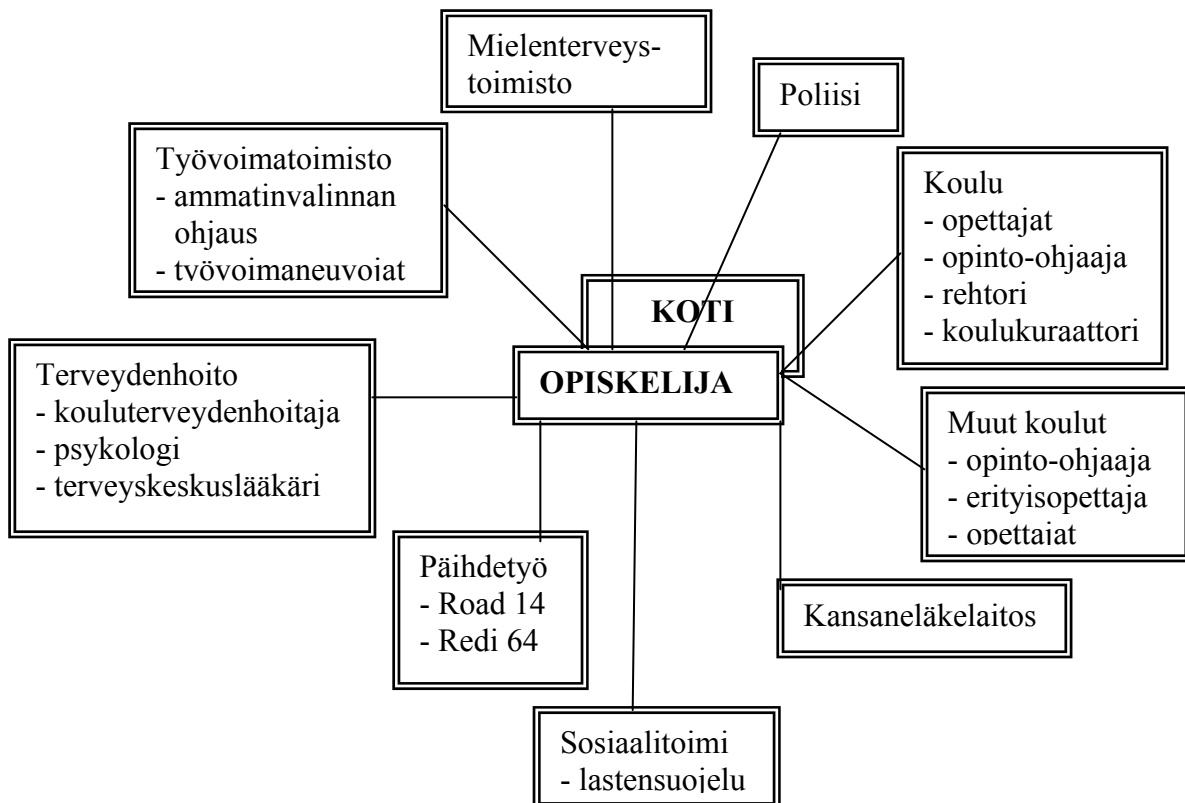 Mielenterveys-
toimisto
Poliisi
Työvoimatoimisto
- ammatinvalinnan
ohjaus
- työvoimaneuvojat
Koulu
- opettajat
- opinto-ohjaaja
- rehtori
- koulukuraattori
KOTI
OPISKELIJA
Terveydenhoito
- kouluterveydenhoitaja
- psykologi
- terveyskeskuslääkäri
Muut koulut
- opinto-ohjaaja
- erityisopettaja
- opettajat
Päihdetyö
- Road 14
- Redi 64
Kansaneläkelaitos
Sosiaalitoimi
- lastensuojelu